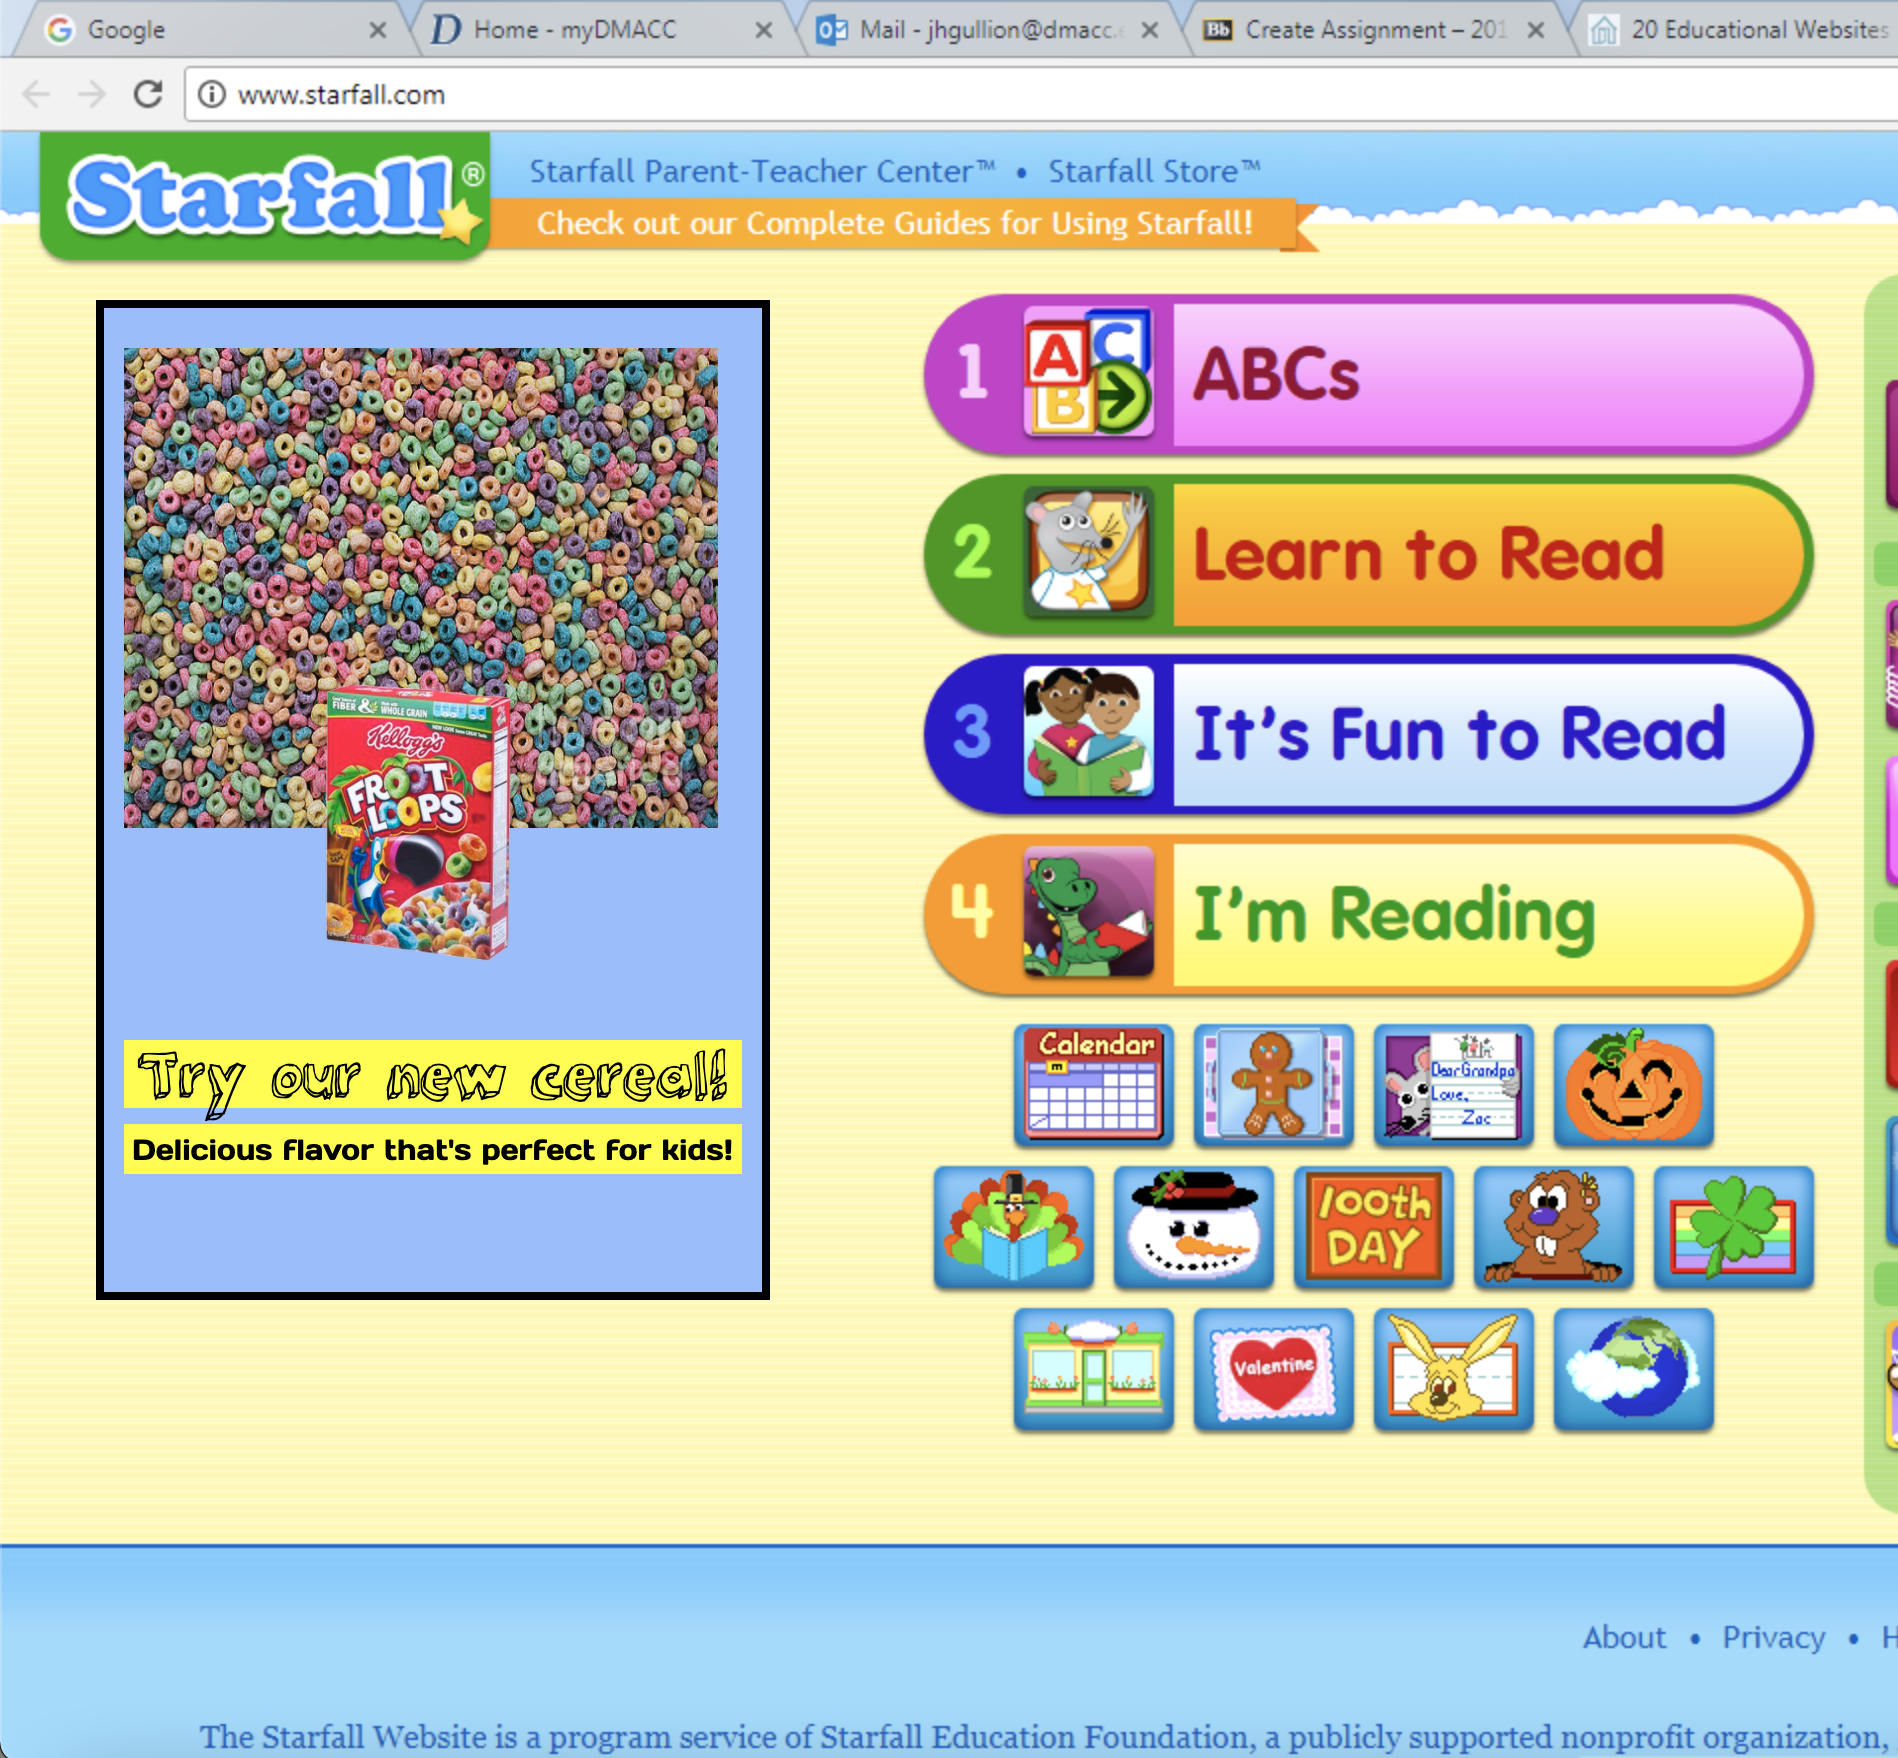 Google
Home - myDMACC
Mail - jhgullion@dmacc.e
Create Assignment – 201
20 Educational Websites
www.starfall.com
Starfall®
Starfall Parent-Teacher Center™ • Starfall Store™
Check out our Complete Guides for Using Starfall!
FIBER & WHOLE GRAIN
Kellogg's
FROOT
LOOPS
Try our new cereal!
Delicious flavor that's perfect for kids!
1 A B C ABCs
2 Learn to Read
3 It's Fun to Read
4 I'm Reading
Calendar
m
Dear Grandpa
Love,
Zac
100th
DAY
Valentine
About • Privacy • H
The Starfall Website is a program service of Starfall Education Foundation, a publicly supported nonprofit organization,